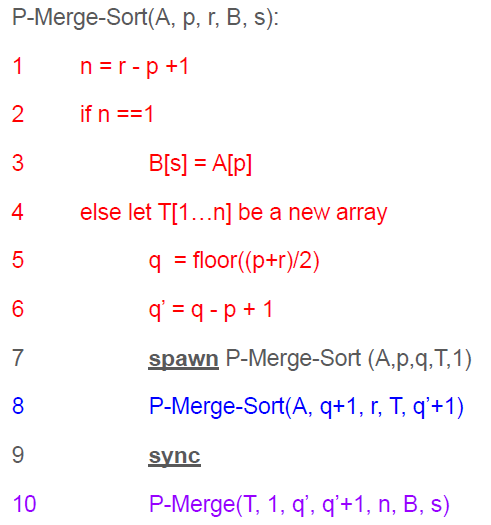 P-Merge-Sort(A, p, r, B, s):
1 n = r - p +1
2 if n ==1
3 B[s] = A[p]
4 else let T[1…n] be a new array
5 q = floor((p+r)/2)
6 q’ = q - p + 1
7 spawn P-Merge-Sort (A,p,q,T,1)
8 P-Merge-Sort(A, q+1, r, T, q’+1)
9 sync
10 P-Merge(T, 1, q’, q’+1, n, B, s)